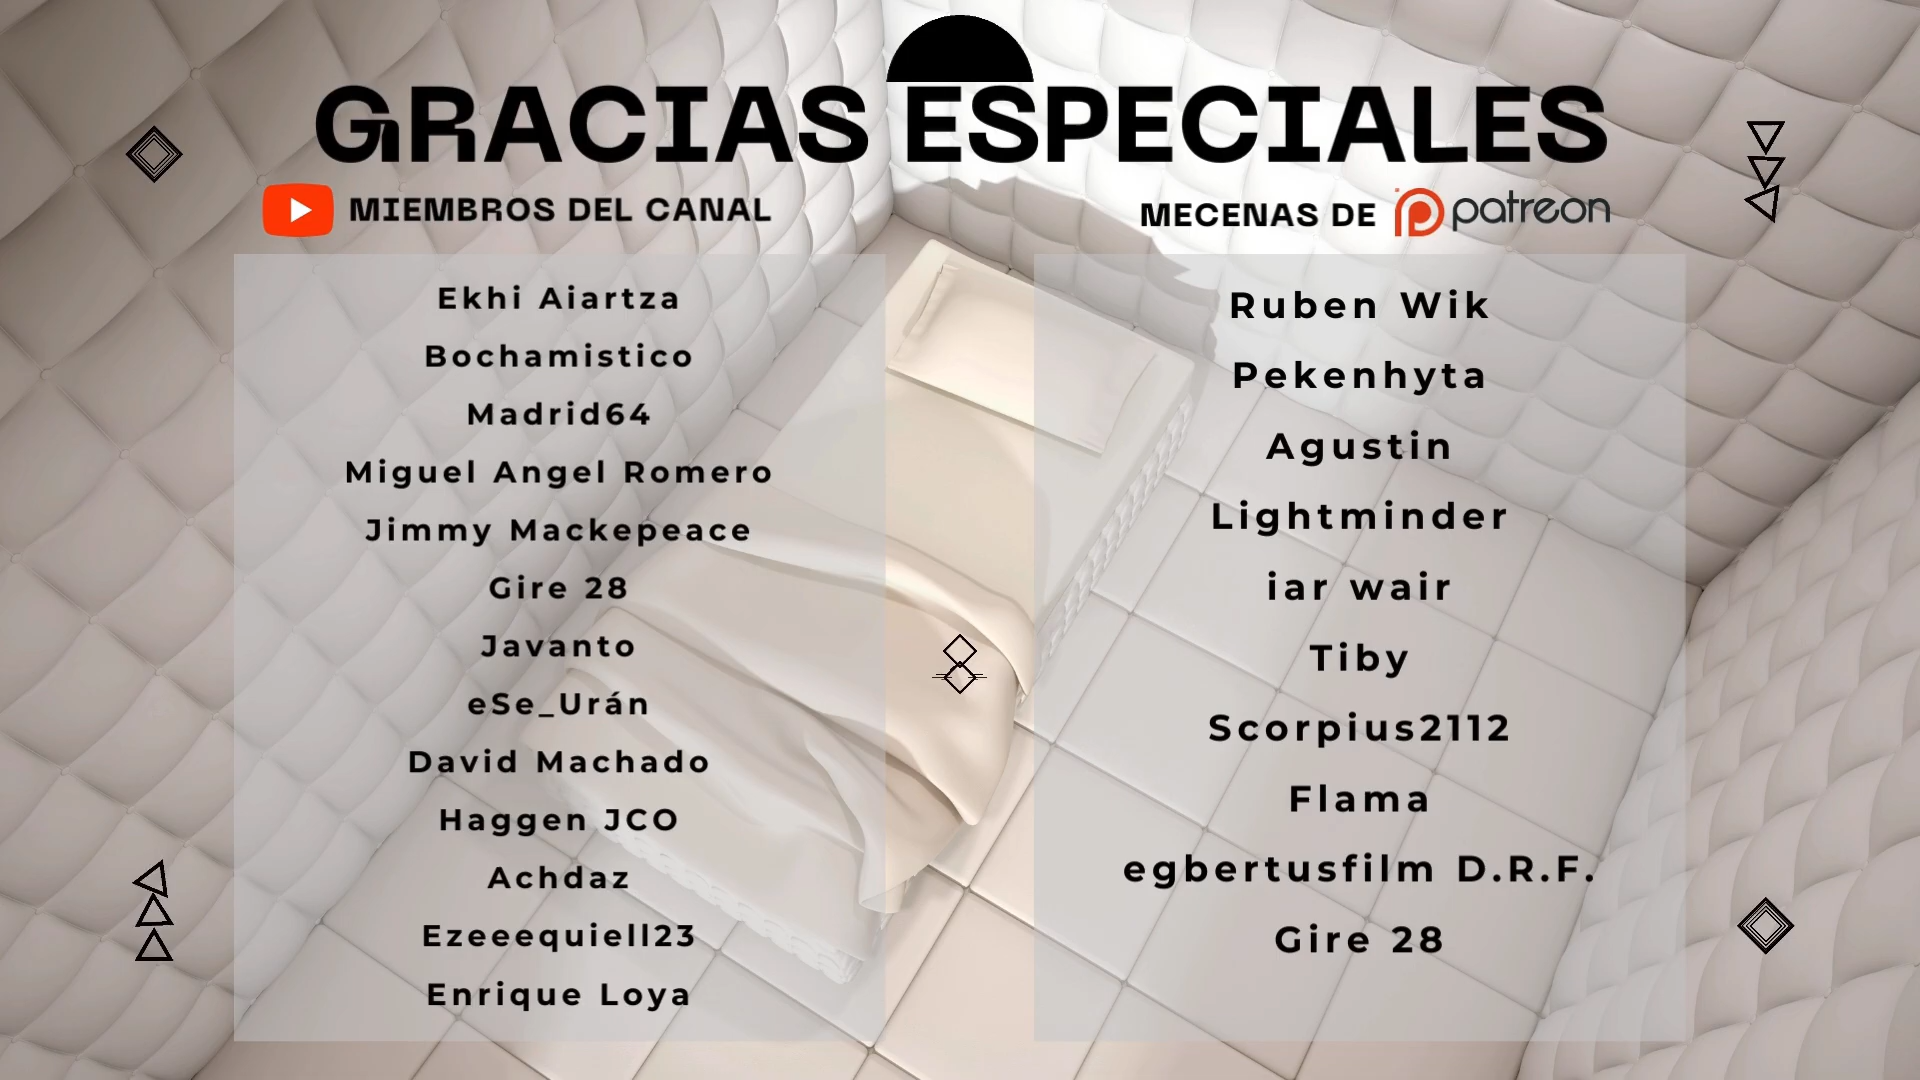 GRACIAS ESPECIALES
MIEMBROS DEL CANAL
Ekhi Aiartza
Bochamistico
Madrid64
Miguel Angel Romero
Jimmy Mackepeace
Gire 28
Javanto
eSe_Urán
David Machado
Haggen JCO
Achdaz
Ezeeequiell23
Enrique Loya
MECENAS DE patreon
Ruben Wik
Pekenhyta
Agustin
Lightminder
iar wair
Tiby
Scorpius2112
Flama
egbertusfilm D.R.F.
Gire 28